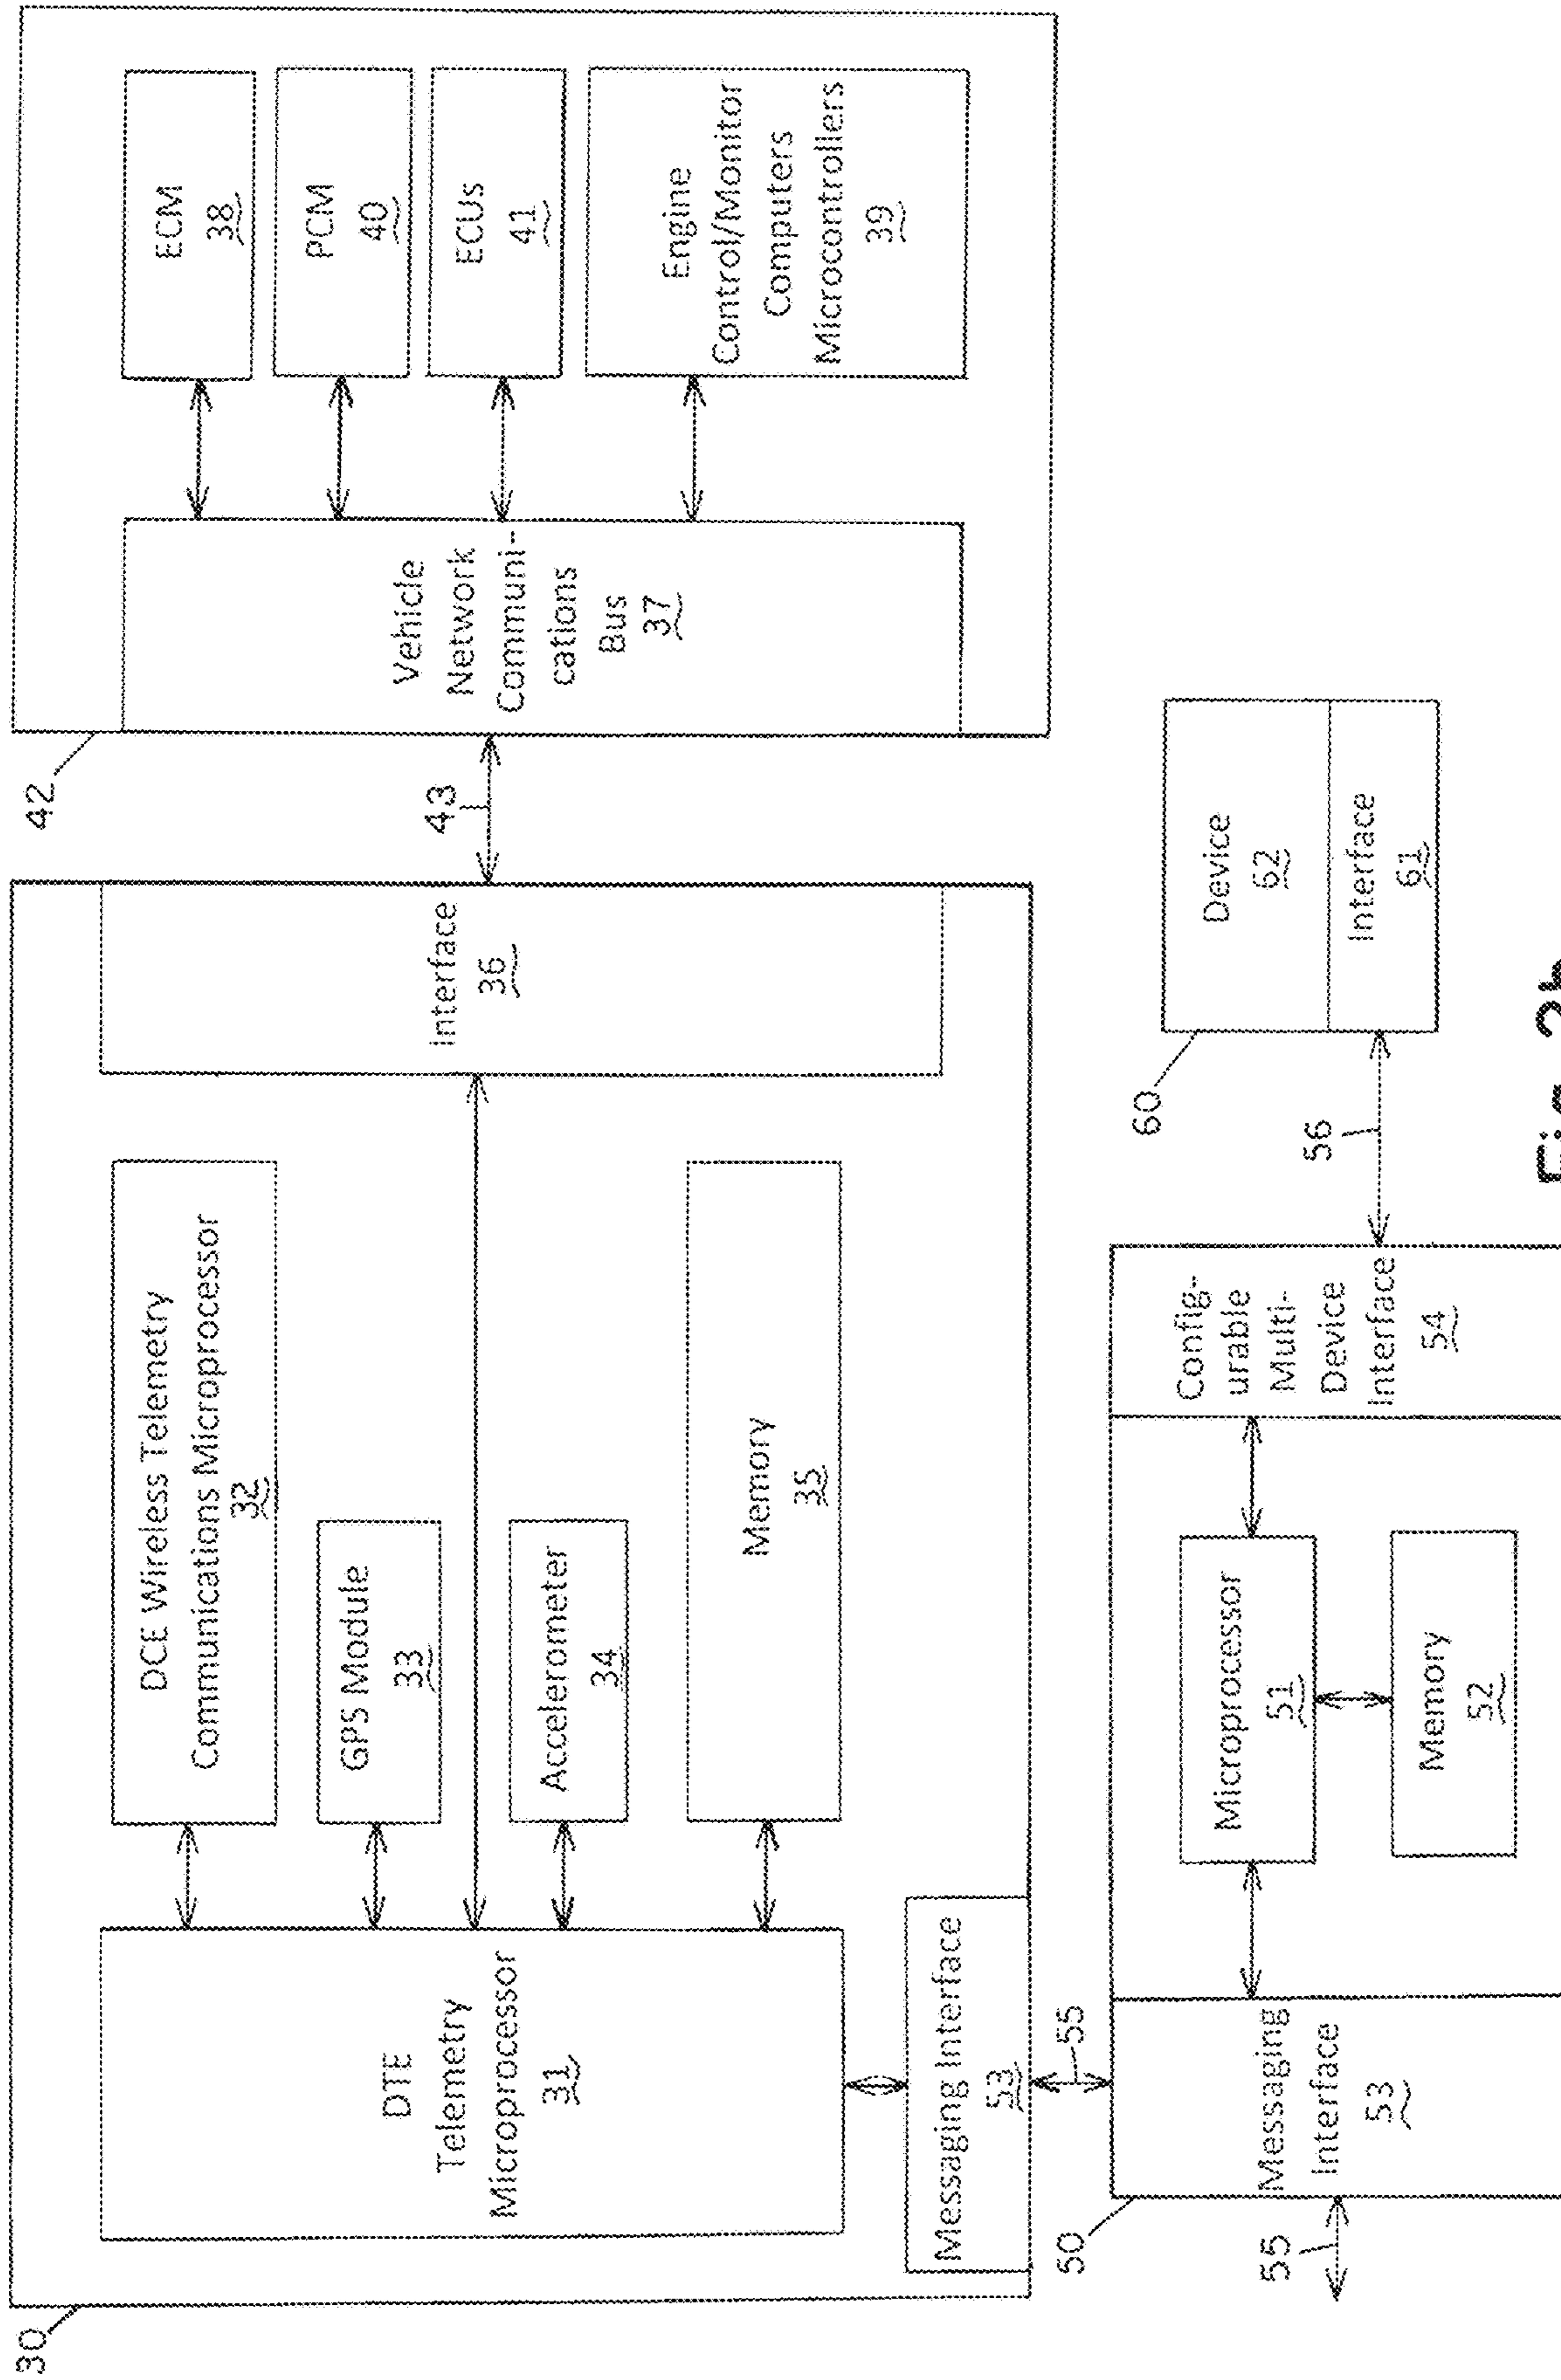 30
DTE
Telemetry
Microprocessor
31
DCE Wireless Telemetry
Communications Microprocessor
32
GPS Module
33
Accelerometer
34
Memory
35
Interface
36
Messaging Interface
53
42
43
Vehicle
Network
Communi-
cations
Bus
37
ECM
38
PCM
40
ECUs
41
Engine
Control/Monitor
Computers
Microcontrollers
39
55
50
55
Messaging
Interface
53
Microprocessor
51
Memory
52
Config-
urable
Multi-
Device
Interface
54
56
60
Device
62
Interface
61